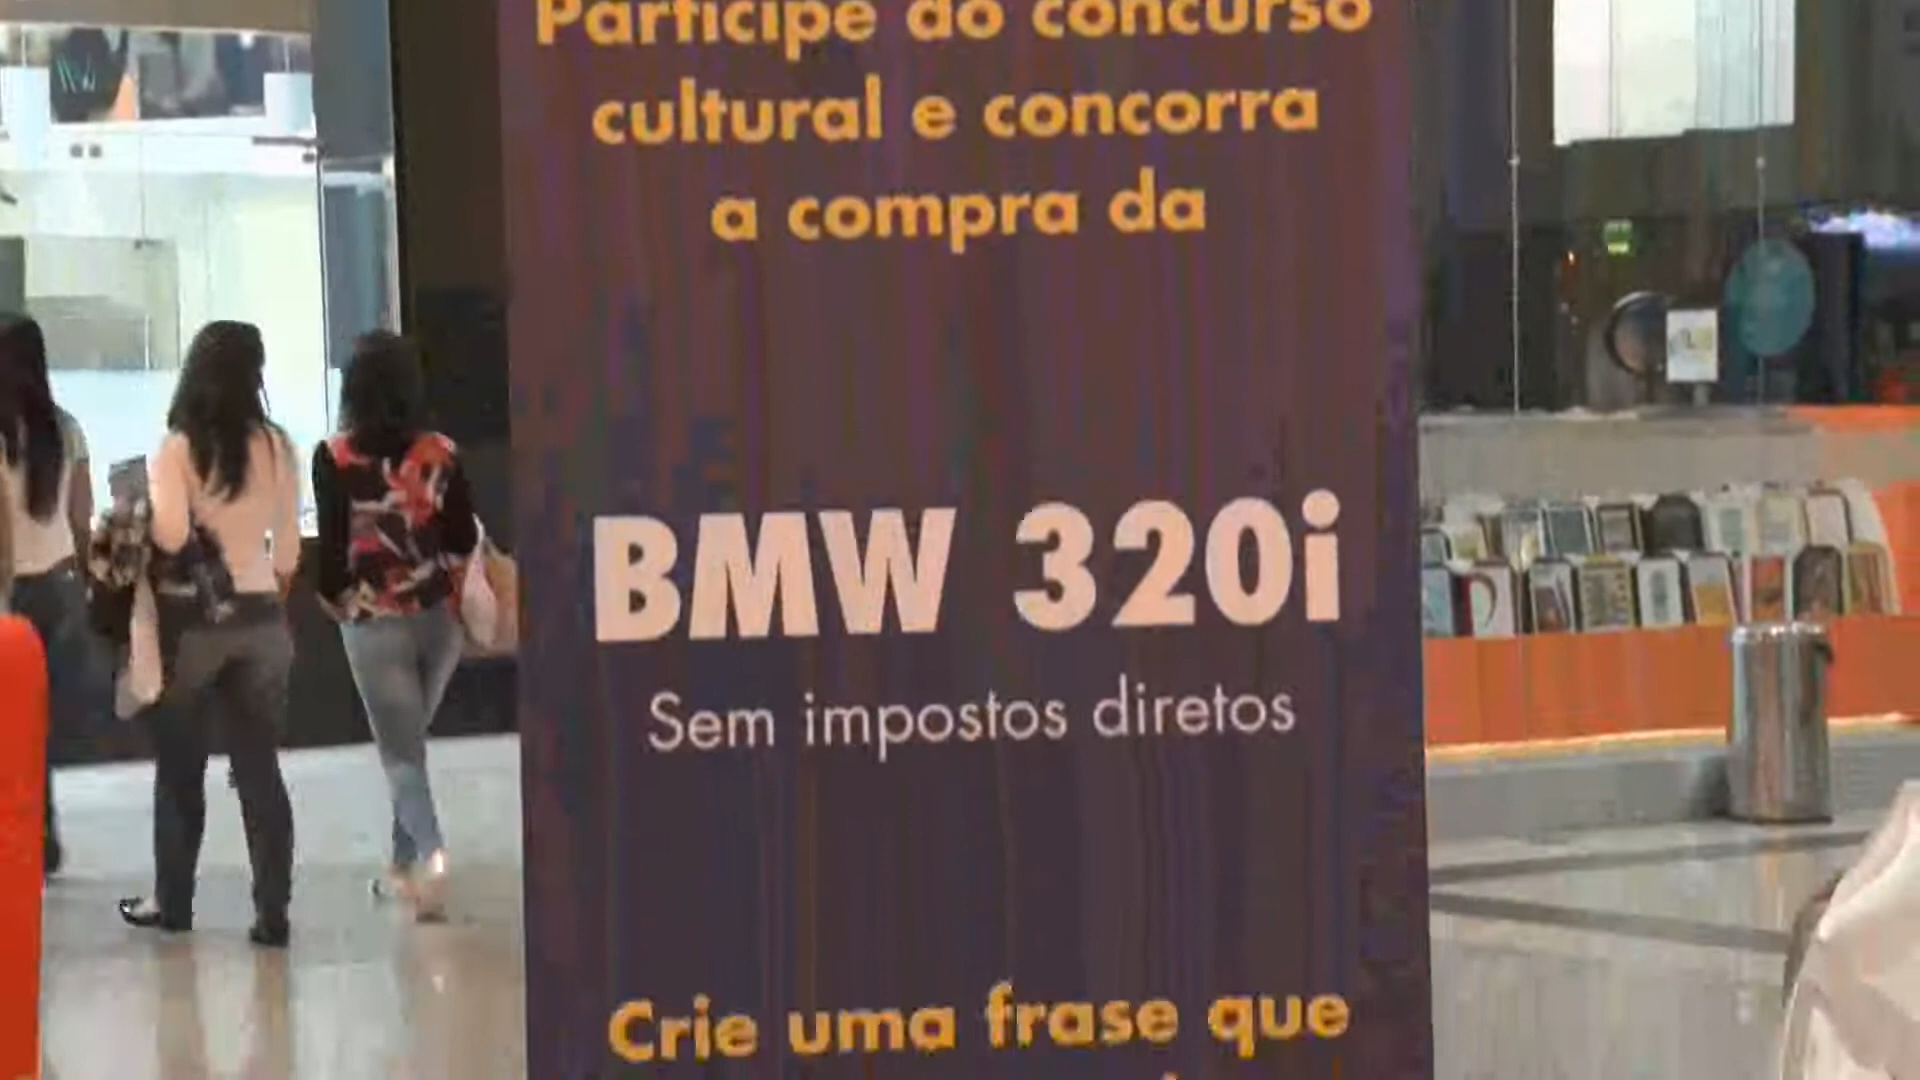 Participe do concurso
cultural e concorra
a compra da
BMW 320i
Sem impostos diretos
Crie uma frase que